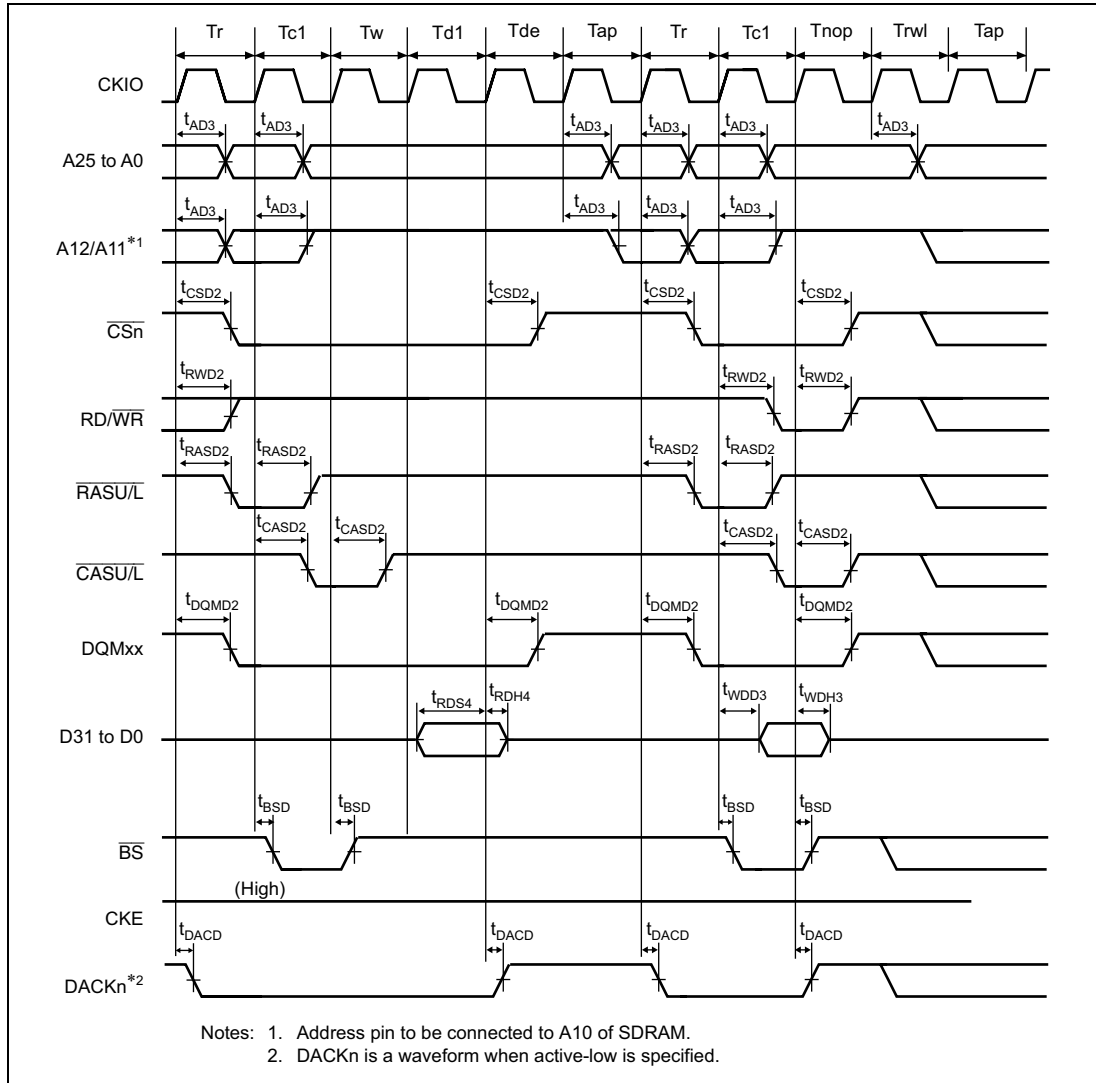 Tr Tc1 Tw Td1 Tde Tap Tr Tc1 Tnop Trwl Tap
CKIO
tAD3 tAD3 tAD3 tAD3 tAD3 tAD3
A25 to A0
tAD3 tAD3 tAD3 tAD3 tAD3
A12/A11*1
tCSD2 tCSD2 tCSD2 tCSD2
CSn
tRWD2 tRWD2 tRWD2
RD/WR
tRASD2 tRASD2 tRASD2 tRASD2
RASU/L
tCASD2 tCASD2 tCASD2 tCASD2
CASU/L
tDQMD2 tDQMD2 tDQMD2 tDQMD2
DQMxx
tRDS4 tRDH4 tWDD3 tWDH3
D31 to D0
tBSD tBSD tBSD tBSD
BS
(High)
CKE
tDACD tDACD tDACD tDACD
DACKn*2
Notes: 1. Address pin to be connected to A10 of SDRAM.
2. DACKn is a waveform when active-low is specified.